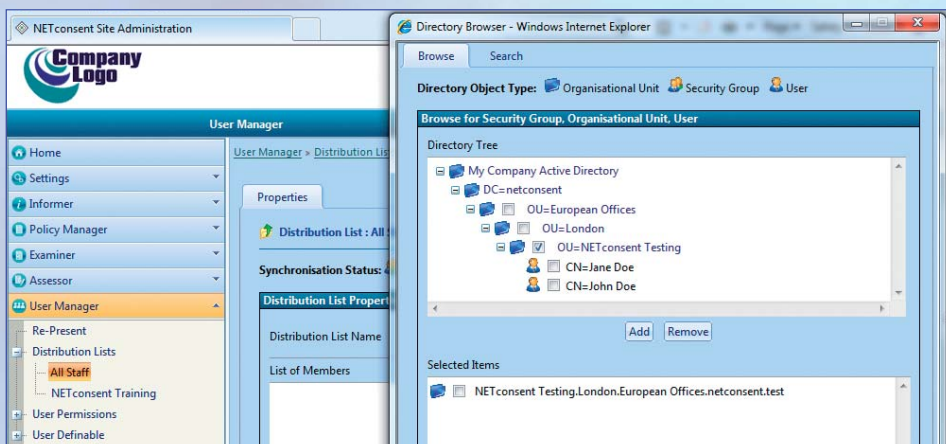 NETconsent Site Administration
Company
Logo
User Manager
Home
Settings
Informer
Policy Manager
Examiner
Assessor
User Manager
Re-Present
Distribution Lists
All Staff
NETconsent Training
User Permissions
User Definable
User Manager » Distribution Lis
Properties
Distribution List : All
Synchronisation Status:
Distribution List Propert
Distribution List Name
List of Members
Directory Browser - Windows Internet Explorer
Browse Search
Directory Object Type: Organisational Unit Security Group User
Browse for Security Group, Organisational Unit, User
Directory Tree
My Company Active Directory
DC=netconsent
OU=European Offices
OU=London
OU=NETconsent Testing
CN=Jane Doe
CN=John Doe
Add Remove
Selected Items
NETconsent Testing.London.European Offices.netconsent.test